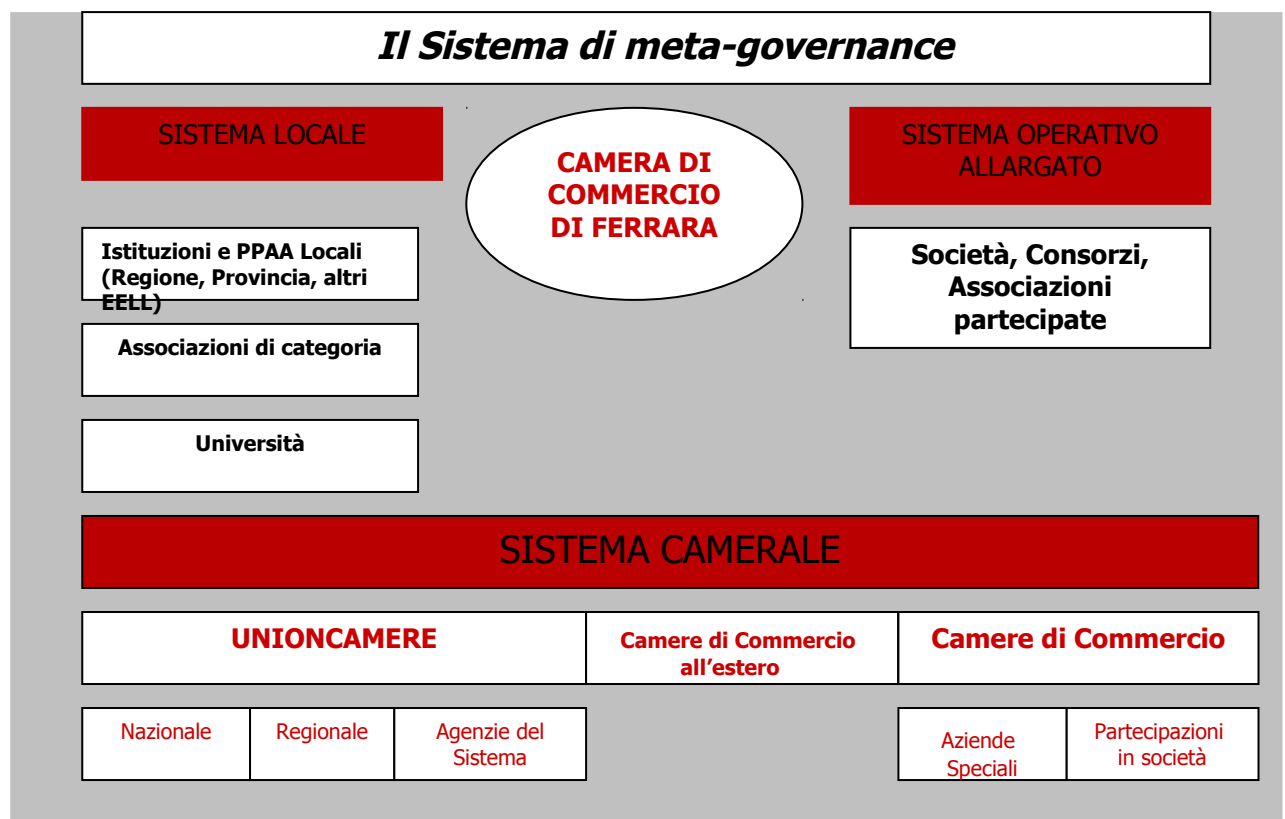 Il Sistema di meta-governance
SISTEMA LOCALE
CAMERA DI
COMMERCIO
DI FERRARA
SISTEMA OPERATIVO
ALLARGATO
Istituzioni e PPAA Locali
(Regione, Provincia, altri
EELL)
Società, Consorzi,
Associazioni
partecipate
Associazioni di categoria
Università
SISTEMA CAMERALE
UNIONCAMERE
Camere di Commercio
all’estero
Camere di Commercio
Nazionale
Regionale
Agenzie del
Sistema
Aziende
Speciali
Partecipazioni
in società